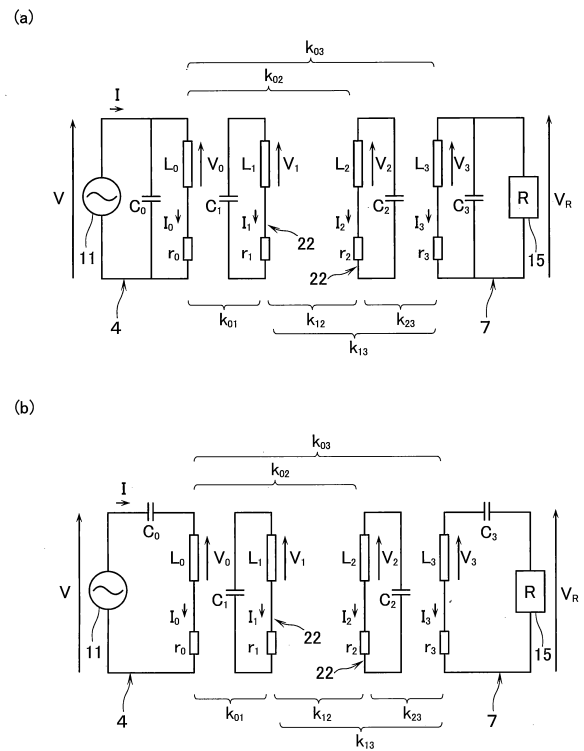 (a)
k03
k02
I
V
L0
V0
L1
V1
L2
V2
L3
V3
R
VR
C0
C1
C2
C3
11
I0
I1
I2
I3
15
22
r0
r1
22
r2
r3
4
k01
k12
k23
7
k13
(b)
k03
k02
I
C0
C3
V
L0
V0
L1
V1
L2
V2
L3
V3
R
VR
C1
C2
11
I0
I1
I2
I3
15
22
r0
r1
22
r2
r3
4
k01
k12
k23
7
k13